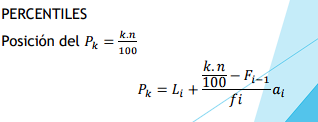 PERCENTILES
Posición del P_k = k.n/100
P_k = L_i + (k.n/100 − F_{i−1})/fi a_i